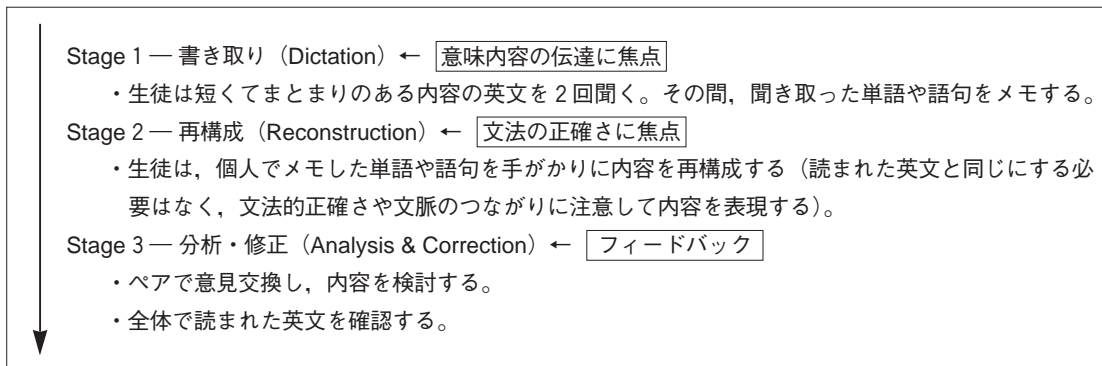 Stage 1 ― 書き取り（Dictation）← 意味内容の伝達に焦点
・生徒は短くてまとまりのある内容の英文を2回聞く。その間，聞き取った単語や語句をメモする。
Stage 2 ― 再構成（Reconstruction）← 文法の正確さに焦点
・生徒は，個人でメモした単語や語句を手がかりに内容を再構成する（読まれた英文と同じにする必
要はなく，文法的正確さや文脈のつながりに注意して内容を表現する）。
Stage 3 ― 分析・修正（Analysis & Correction）← フィードバック
・ペアで意見交換し，内容を検討する。
・全体で読まれた英文を確認する。